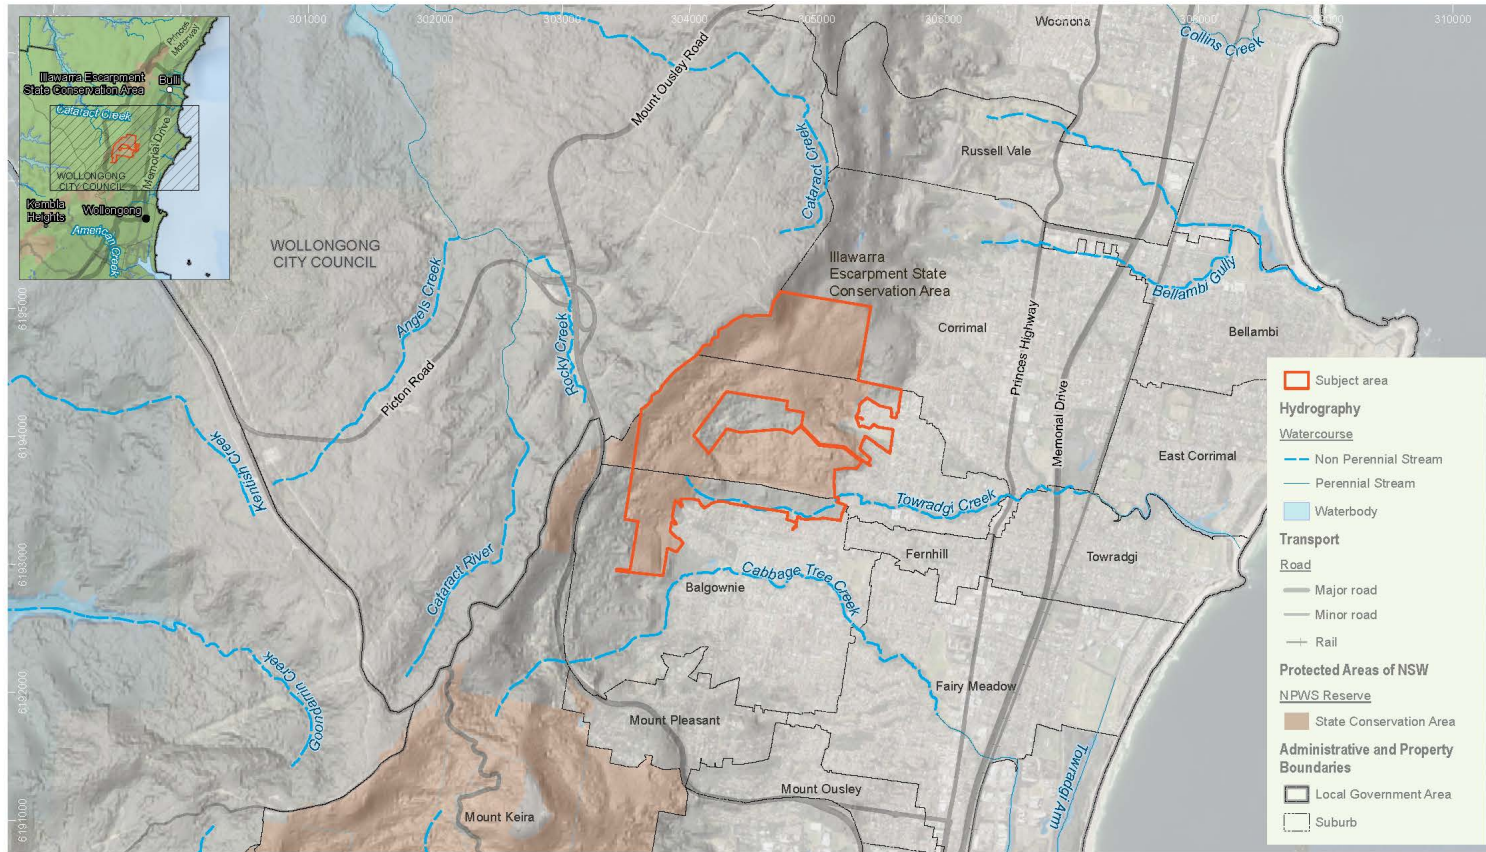 301000
302000
303000
304000
305000
306000
308000
310000
6195000
6194000
6193000
6192000
6191000
Princes
Motorway
Illawarra Escarpment
State Conservation Area
Bulli
Cataract Creek
Memorial Drive
WOLLONGONG
CITY COUNCIL
Kembla
Heights
Wollongong
American
Creek
Woonona
Collins Creek
Mount Ousley Road
Cataract Creek
Russell Vale
WOLLONGONG
CITY COUNCIL
Angels Creek
Rocky Creek
Illawarra
Escarpment State
Conservation Area
Bellambi Gully
Corrimal
Princes Highway
Bellambi
Picton Road
Memorial Drive
Kentish Creek
East Corrimal
Towradgi Creek
Fernhill
Towradgi
Cataract River
Cabbage Tree Creek
Balgownie
Goondarrin Creek
Fairy Meadow
Mount Pleasant
Towradgi Arm
Mount Ousley
Mount Keira
Subject area
Hydrography
Watercourse
Non Perennial Stream
Perennial Stream
Waterbody
Transport
Road
Major road
Minor road
Rail
Protected Areas of NSW
NPWS Reserve
State Conservation Area
Administrative and Property
Boundaries
Local Government Area
Suburb